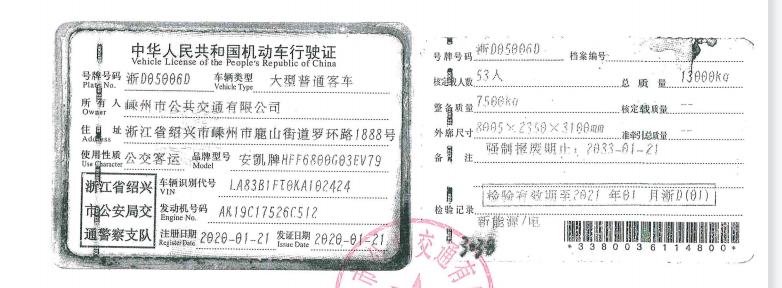 中华人民共和国机动车行驶证
Vehicle License of the People's Republic of China
号牌号码 浙D05006D 车辆类型 大型普通客车
Plate No. Vehicle Type
所有人 嵊州市公共交通有限公司
Owner
住址 浙江省绍兴市嵊州市鹿山街道罗环路1888号
Address
使用性质 公交客运 品牌型号 安凯牌HFF6800G03EV79
Use Character Model
浙江省绍兴市公安局交通警察支队
车辆识别代号 LA83B1FT0KA102424
VIN
发动机号码 AK19C17526C512
Engine No.
注册日期 2020-01-21 发证日期 2020-01-21
Register Date Issue Date
号牌号码 浙D05006D 档案编号
核定载人数 53人 总质量 13000kg
整备质量 7500kg 核定载质量 --
外廓尺寸 8005×2350×3100mm 准牵引总质量 --
备注 强制报废期止：2033-01-21
检验有效期至2021年01月浙D(01)
检验记录
新能源/电
*3380036114800*
交通有